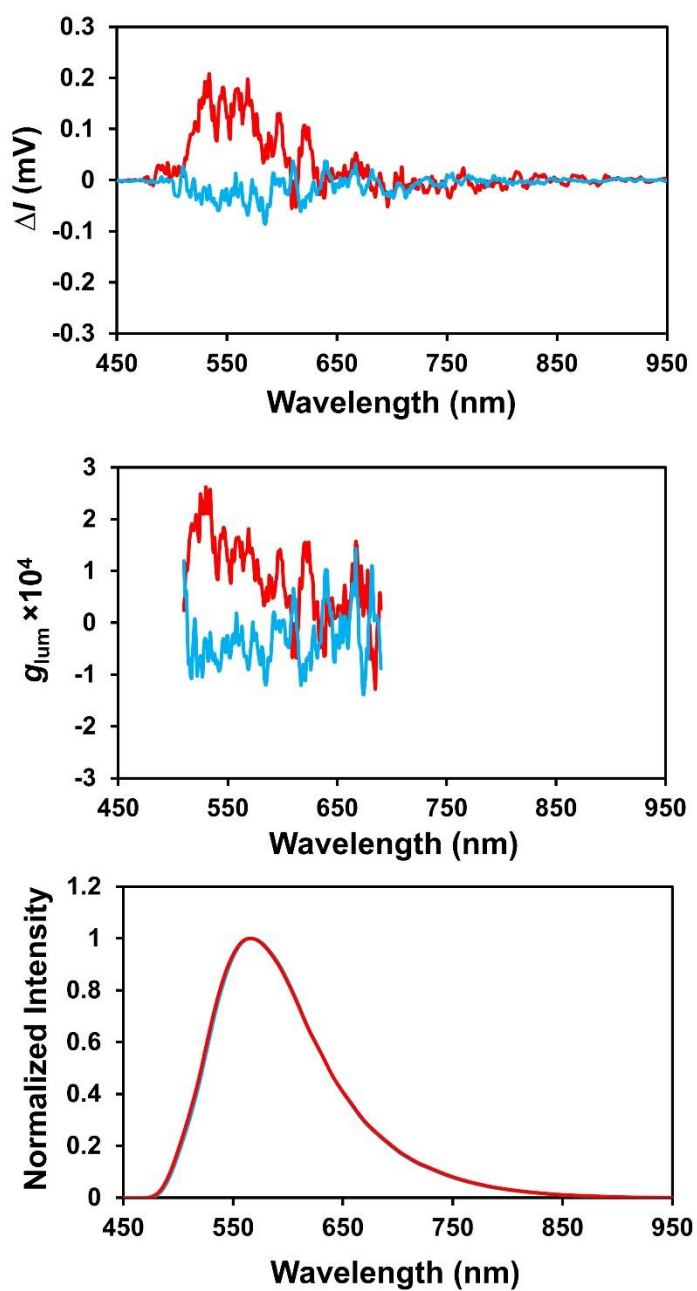 ΔI (mV)
0.3
0.2
0.1
0
-0.1
-0.2
-0.3
450 550 650 750 850 950
Wavelength (nm)
glum ×10⁴
3
2
1
0
-1
-2
-3
450 550 650 750 850 950
Wavelength (nm)
Normalized Intensity
1.2
1
0.8
0.6
0.4
0.2
0
450 550 650 750 850 950
Wavelength (nm)